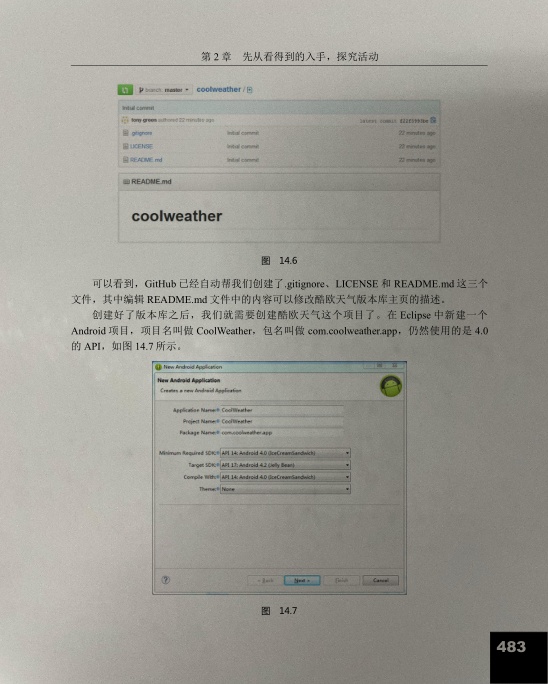 第 2 章 先从看得到的入手，探究活动
branch: master coolweather /
Initial commit
tony-green authored 22 minutes ago
latest commit
.gitignore Initial commit 22 minutes ago
LICENSE Initial commit 22 minutes ago
README.md Initial commit 22 minutes ago
README.md
coolweather
图 14.6
可以看到，GitHub 已经自动帮我们创建了.gitignore、LICENSE 和 README.md 这三个
文件，其中编辑 README.md 文件中的内容可以修改酷欧天气版本库主页的描述。
创建好了版本库之后，我们就需要创建酷欧天气这个项目了。在 Eclipse 中新建一个
Android 项目，项目名叫做 CoolWeather，包名叫做 com.coolweather.app，仍然使用的是 4.0
的 API，如图 14.7 所示。
New Android Application
New Android Application
Creates a new Android Application
Application Name: CoolWeather
Project Name: CoolWeather
Package Name: com.coolweather.app
Minimum Required SDK: API 14: Android 4.0 (IceCreamSandwich)
Target SDK: API 17: Android 4.2 (Jelly Bean)
Compile With: API 14: Android 4.0 (IceCreamSandwich)
Theme: None
? < Back Next > Finish Cancel
图 14.7
483